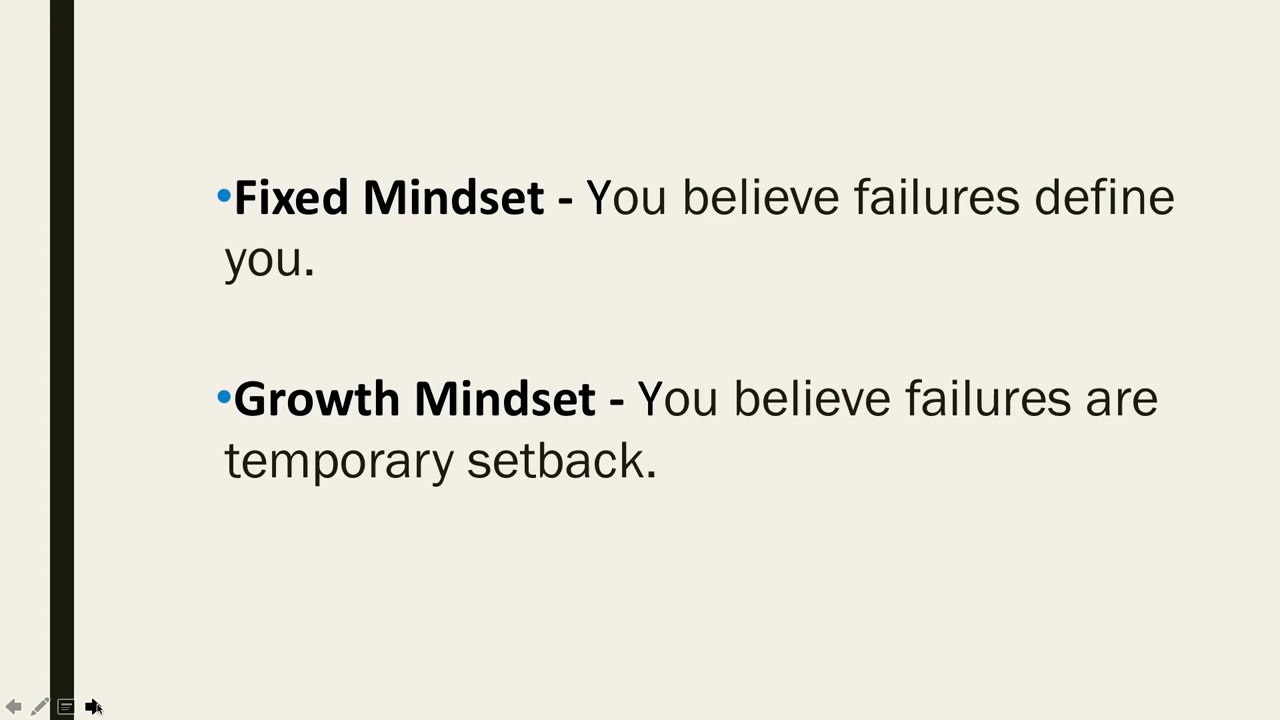 •Fixed Mindset - You believe failures define
you.
•Growth Mindset - You believe failures are
temporary setback.